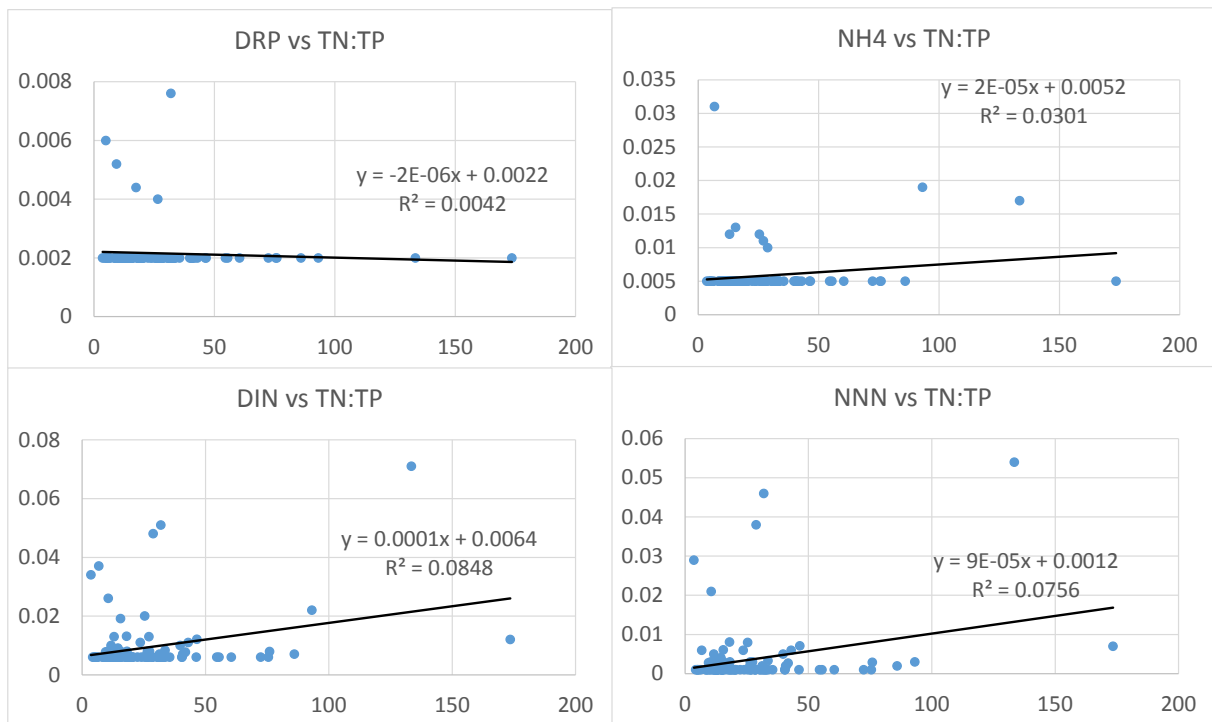 DRP vs TN:TP
0.008
0.006
0.004
0.002
0
y = -2E-06x + 0.0022
R² = 0.0042
0 50 100 150 200
NH4 vs TN:TP
0.035
0.03
0.025
0.02
0.015
0.01
0.005
0
y = 2E-05x + 0.0052
R² = 0.0301
0 50 100 150 200
DIN vs TN:TP
0.08
0.06
0.04
0.02
0
y = 0.0001x + 0.0064
R² = 0.0848
0 50 100 150 200
NNN vs TN:TP
0.06
0.05
0.04
0.03
0.02
0.01
0
y = 9E-05x + 0.0012
R² = 0.0756
0 50 100 150 200